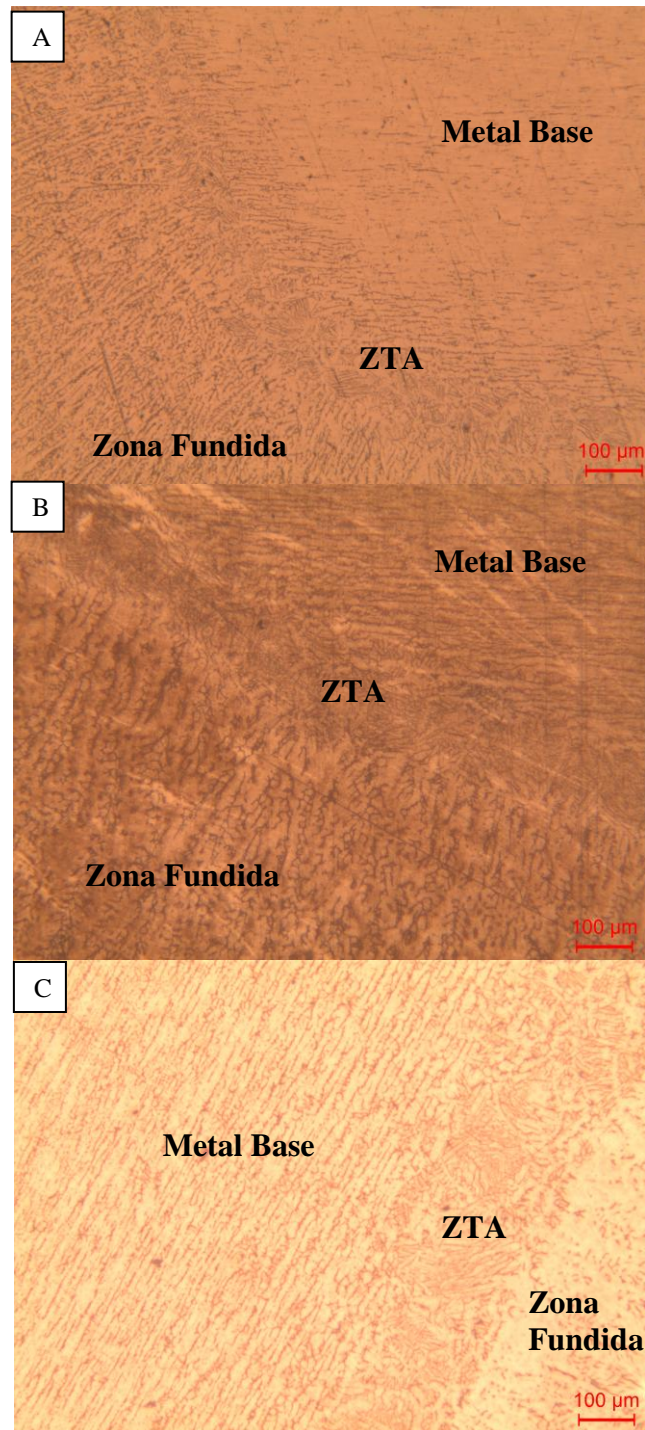 A
Metal Base
ZTA
Zona Fundida
100 µm
B
Metal Base
ZTA
Zona Fundida
100 µm
C
Metal Base
ZTA
Zona
Fundida
100 µm